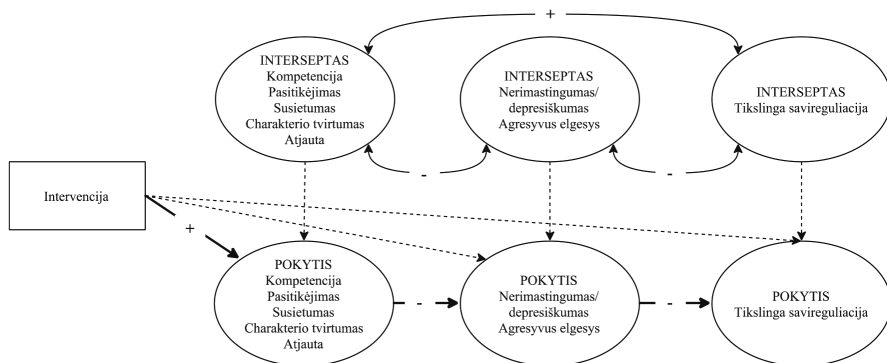 +
INTERSEPTAS
Kompetencija
Pasitikėjimas
Susietumas
Charakterio tvirtumas
Atjauta
INTERSEPTAS
Nerimastingumas/
depresiškumas
Agresyvus elgesys
INTERSEPTAS
Tikslinga savireguliacija
-
-
Intervencija
+
POKYTIS
Kompetencija
Pasitikėjimas
Susietumas
Charakterio tvirtumas
Atjauta
-
POKYTIS
Nerimastingumas/
depresiškumas
Agresyvus elgesys
-
POKYTIS
Tikslinga savireguliacija